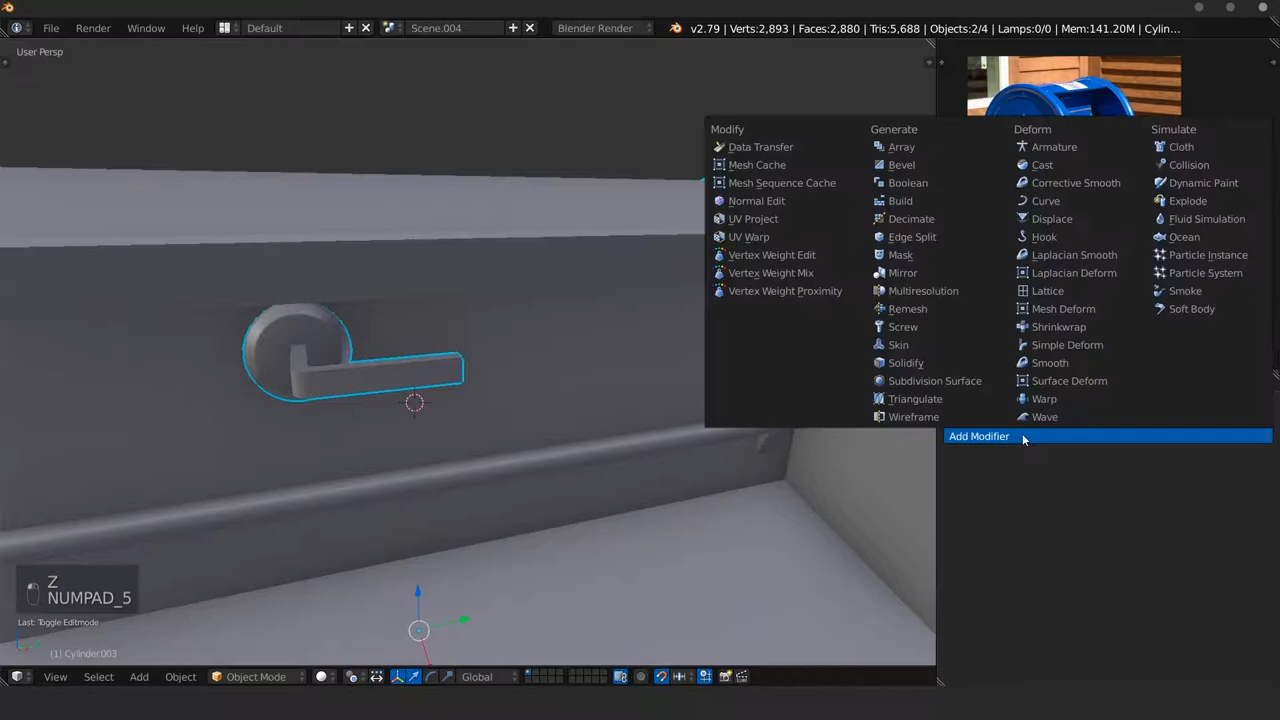 File Render Window Help Default Scene.004 Blender Render v2.79 | Verts:2,893 | Faces:2,880 | Tris:5,688 | Objects:2/4 | Lamps:0/0 | Mem:141.20M | Cylin...
User Persp
Modify Generate Deform Simulate
Data Transfer Array Armature Cloth
Mesh Cache Bevel Cast Collision
Mesh Sequence Cache Boolean Corrective Smooth Dynamic Paint
Normal Edit Build Curve Explode
UV Project Decimate Displace Fluid Simulation
UV Warp Edge Split Hook Ocean
Vertex Weight Edit Mask Laplacian Smooth Particle Instance
Vertex Weight Mix Mirror Laplacian Deform Particle System
Vertex Weight Proximity Multiresolution Lattice Smoke
Remesh Mesh Deform Soft Body
Screw Shrinkwrap
Skin Simple Deform
Solidify Smooth
Subdivision Surface Surface Deform
Triangulate Warp
Wireframe Wave
Add Modifier
Z
NUMPAD_5
Last: Toggle Editmode
(1) Cylinder.003
View Select Add Object Object Mode Global